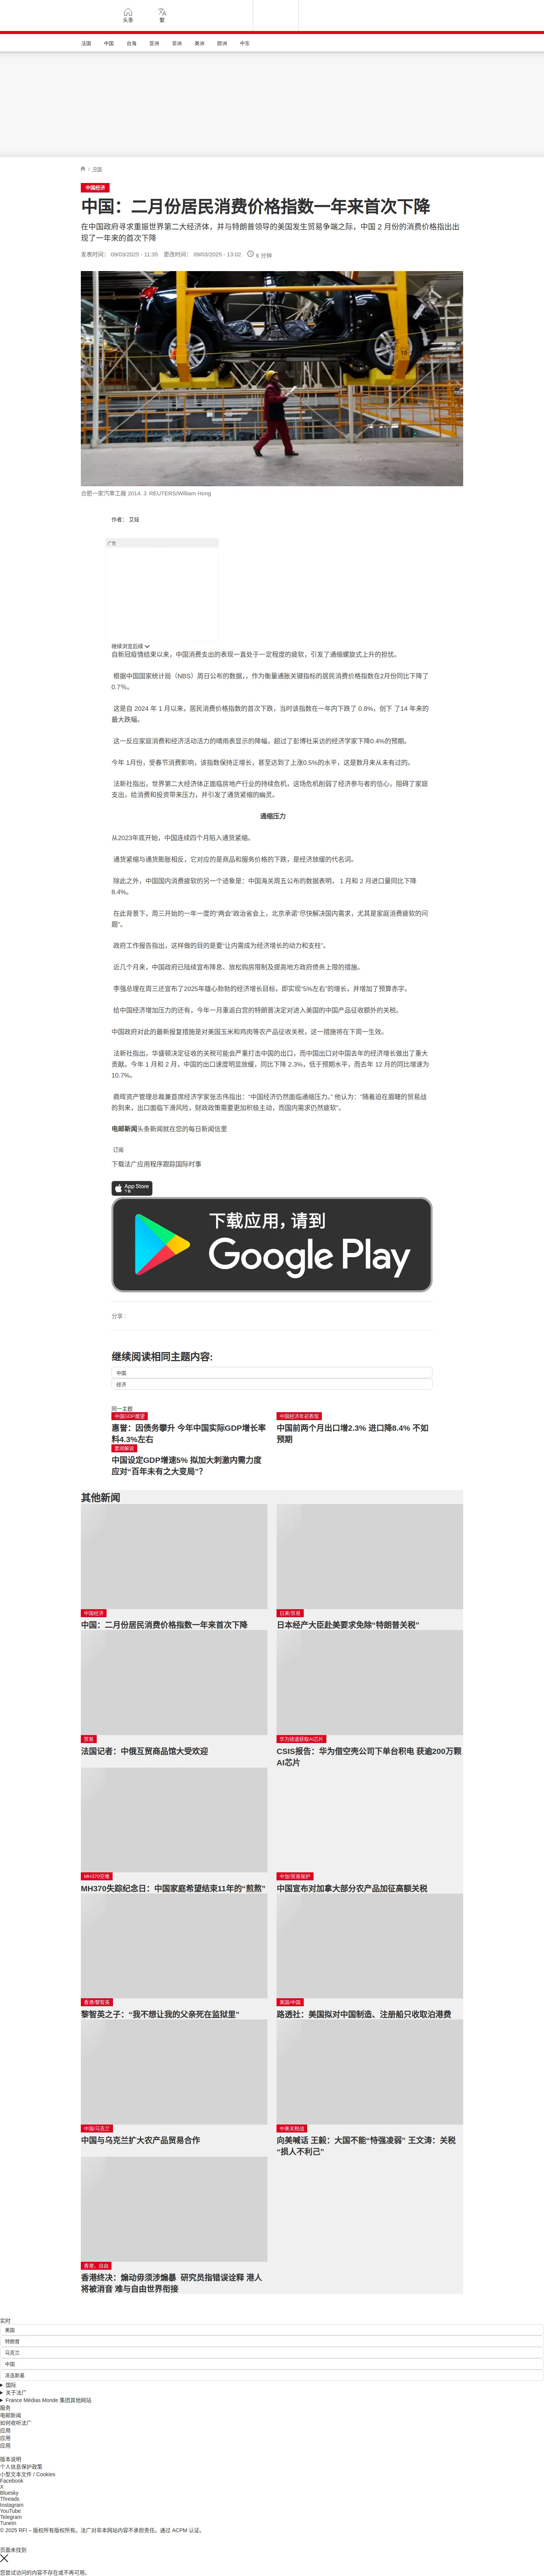 头条
繁
法国
中国
台海
亚洲
非洲
美洲
欧洲
中东
/ 中国
中国经济
中国：二月份居民消费价格指数一年来首次下降
在中国政府寻求重振世界第二大经济体，并与特朗普领导的美国发生贸易争端之际，中国 2 月份的消费价格指出出
现了一年来的首次下降
发表时间： 09/03/2025 - 11:35 更改时间： 09/03/2025 - 13:02 6 分钟
合肥一家汽車工廠 2014. 3 REUTERS/William Hong
作者： 艾娃
广告
继续浏览后续
自新冠疫情结束以来，中国消费支出的表现一直处于一定程度的疲软，引发了通缩螺旋式上升的担忧。
根据中国国家统计局（NBS）周日公布的数据，，作为衡量通胀关键指标的居民消费价格指数在2月份同比下降了
0.7%。
这是自 2024 年 1 月以来，居民消费价格指数的首次下跌，当时该指数在一年内下跌了 0.8%，创下 了14 年来的
最大跌幅。
这一反应家庭消费和经济活动活力的晴雨表显示的降幅，超过了彭博社采访的经济学家下降0.4%的预期。
今年 1月份，受春节消费影响，该指数保持正增长，甚至达到了上涨0.5%的水平，这是数月来从未有过的。
法新社指出，世界第二大经济体正面临房地产行业的持续危机，这场危机削弱了经济参与者的信心，阻碍了家庭
支出，给消费和投资带来压力，并引发了通货紧缩的幽灵。
通缩压力
从2023年底开始，中国连续四个月陷入通货紧缩。
通货紧缩与通货膨胀相反，它对应的是商品和服务价格的下跌，是经济放缓的代名词。
除此之外，中国国内消费疲软的另一个迹象是：中国海关周五公布的数据表明， 1 月和 2 月进口量同比下降
8.4%。
在此背景下，周三开始的一年一度的“两会”政治省会上，北京承诺“尽快解决国内需求，尤其是家庭消费疲软的问
题”。
政府工作报告指出，这样做的目的是要“让内需成为经济增长的动力和支柱”。
近几个月来，中国政府已陆续宣布降息、放松购房限制及提高地方政府债务上限的措施。
李强总理在周三还宣布了2025年雄心勃勃的经济增长目标，即实现“5%左右”的增长，并增加了预算赤字。
给中国经济增加压力的还有，今年一月重返白宫的特朗普决定对进入美国的中国产品征收额外的关税。
中国政府对此的最新报复措施是对美国玉米和鸡肉等农产品征收关税，这一措施将在下周一生效。
法新社指出，华盛顿决定征收的关税可能会严重打击中国的出口，而中国出口对中国去年的经济增长做出了重大
贡献。今年 1 月和 2 月，中国的出口速度明显放缓，同比下降 2.3%，低于预期水平，而去年 12 月的同比增速为
10.7%。
鼎晖资产管理总裁兼首席经济学家张志伟指出：“中国经济仍然面临通缩压力。” 他认为：“随着迫在眉睫的贸易战
的到来，出口面临下滑风险，财政政策需要更加积极主动，而国内需求仍然疲软”。
电邮新闻头条新闻就在您的每日新闻信里
订阅
下载法广应用程序跟踪国际时事
App Store
下载
下载应用，请到
Google Play
分享 :
继续阅读相同主题内容:
中国
经济
同一主题
中国GDP展望
惠誉：因债务攀升 今年中国实际GDP增长率
料4.3%左右
中国经济年初表现
中国前两个月出口增2.3% 进口降8.4% 不如
预期
要闻解说
中国设定GDP增速5% 拟加大刺激内需力度
应对“百年未有之大变局”？
其他新闻
中国经济
中国：二月份居民消费价格指数一年来首次下降
日美/贸易
日本经产大臣赴美要求免除“特朗普关税”
贸易
法国记者：中俄互贸商品馆大受欢迎
华为绕道获取AI芯片
CSIS报告：华为借空壳公司下单台积电 获逾200万颗
AI芯片
MH370空难
MH370失踪纪念日：中国家庭希望结束11年的“煎熬”
中加/贸易保护
中国宣布对加拿大部分农产品加征高额关税
香港/黎智英
黎智英之子：“我不想让我的父亲死在监狱里”
美国/中国
路透社：美国拟对中国制造、注册船只收取泊港费
中国/乌克兰
中国与乌克兰扩大农产品贸易合作
中美关税战
向美喊话 王毅：大国不能“恃强凌弱” 王文涛：关税
“损人不利己”
香港、自由
香港终决：煽动毋须涉煽暴 研究员指错误诠释 港人
将被消音 难与自由世界衔接
实时
美国
特朗普
乌克兰
中国
泽连斯基
国际
关于法广
France Médias Monde 集团其他网站
服务
电邮新闻
如何收听法广
应用
应用
应用
版本说明
个人信息保护政策
小型文本文件 / Cookies
Facebook
X
Bluesky
Threads
Instagram
YouTube
Telegram
TuneIn
© 2025 RFI – 版权所有版权所有。法广对非本网站内容不承担责任。通过 ACPM 认证。
页面未找到
您尝试访问的内容不存在或不再可用。